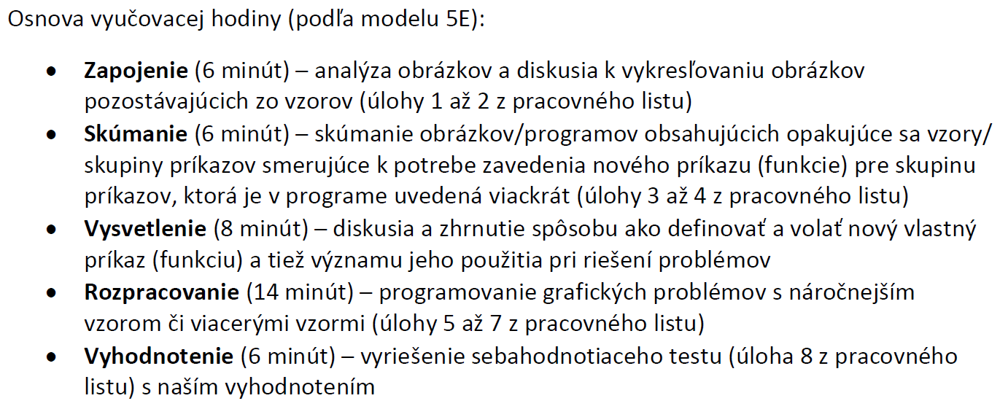 Osnova vyučovacej hodiny (podľa modelu 5E):
• Zapojenie (6 minút) – analýza obrázkov a diskusia k vykresľovaniu obrázkov
pozostávajúcich zo vzorov (úlohy 1 až 2 z pracovného listu)
• Skúmanie (6 minút) – skúmanie obrázkov/programov obsahujúcich opakujúce sa vzory/
skupiny príkazov smerujúce k potrebe zavedenia nového príkazu (funkcie) pre skupinu
príkazov, ktorá je v programe uvedená viackrát (úlohy 3 až 4 z pracovného listu)
• Vysvetlenie (8 minút) – diskusia a zhrnutie spôsobu ako definovať a volať nový vlastný
príkaz (funkciu) a tiež významu jeho použitia pri riešení problémov
• Rozpracovanie (14 minút) – programovanie grafických problémov s náročnejším
vzorom či viacerými vzormi (úlohy 5 až 7 z pracovného listu)
• Vyhodnotenie (6 minút) – vyriešenie sebahodnotiaceho testu (úloha 8 z pracovného
listu) s naším vyhodnotením